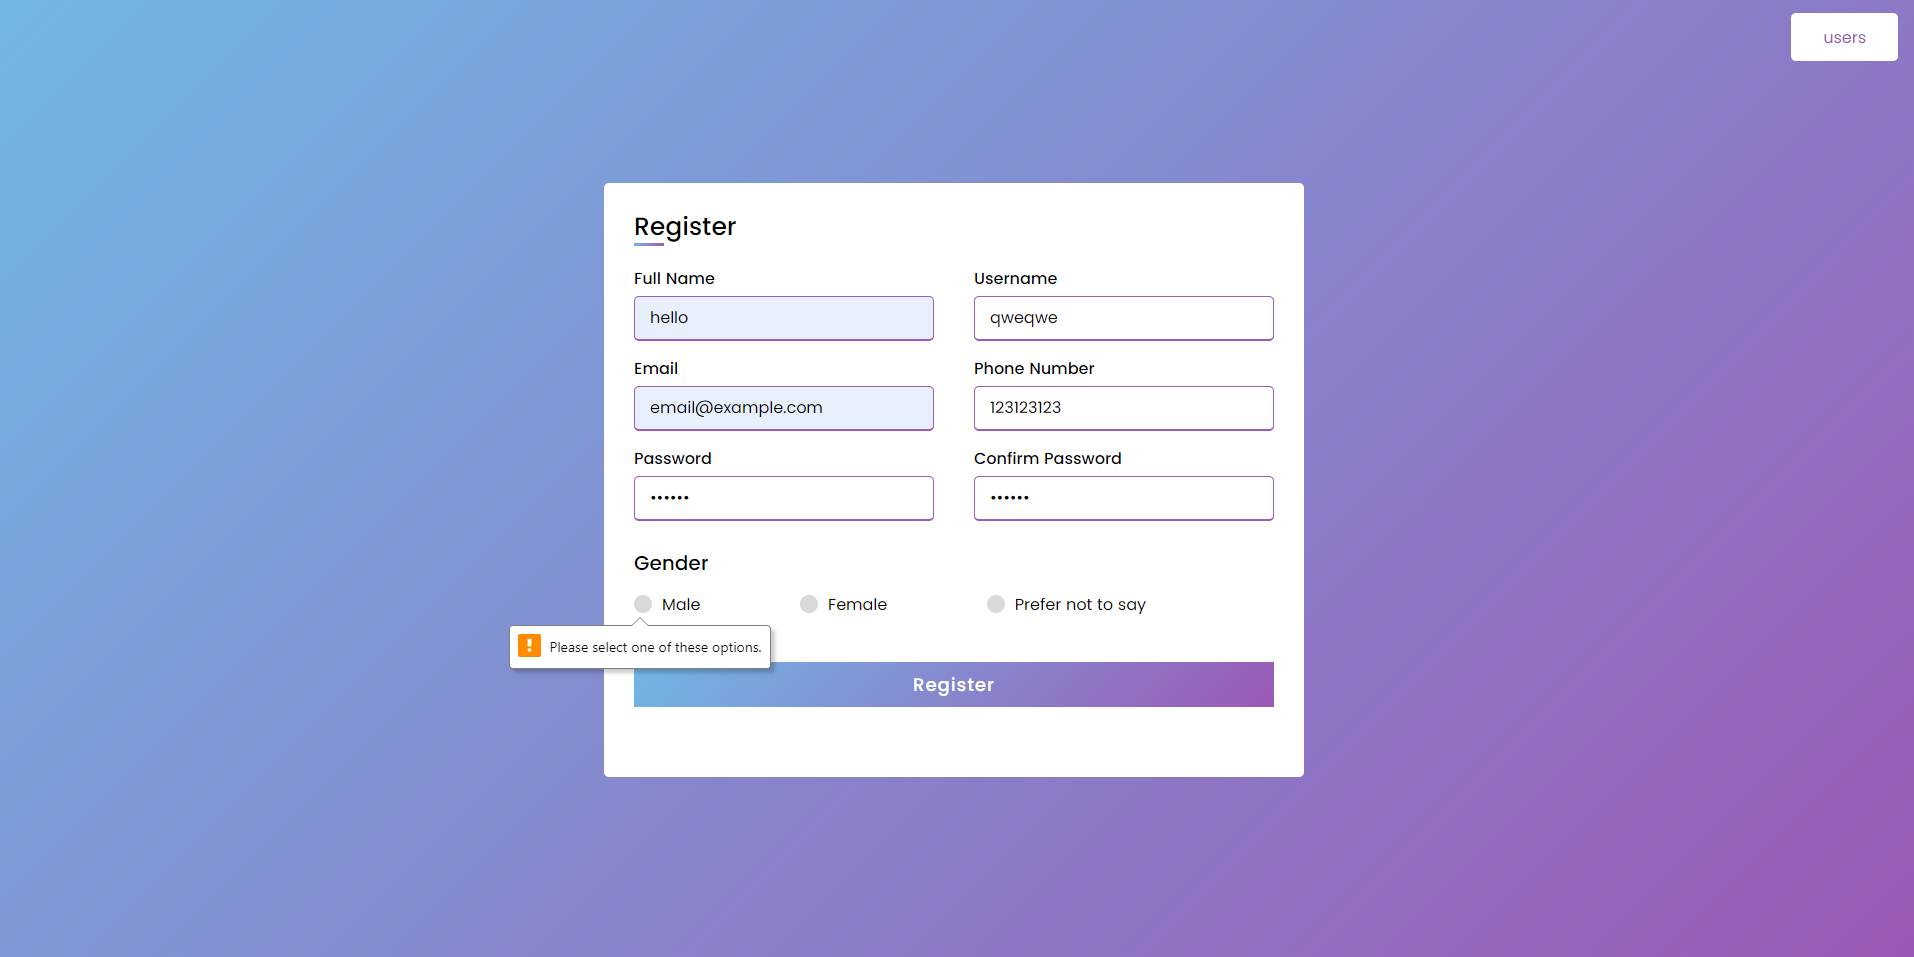 users
Register
Full Name
Username
hello
qweqwe
Email
Phone Number
email@example.com
123123123
Password
Confirm Password
••••••
••••••
Gender
Male
Female
Prefer not to say
Please select one of these options.
Register